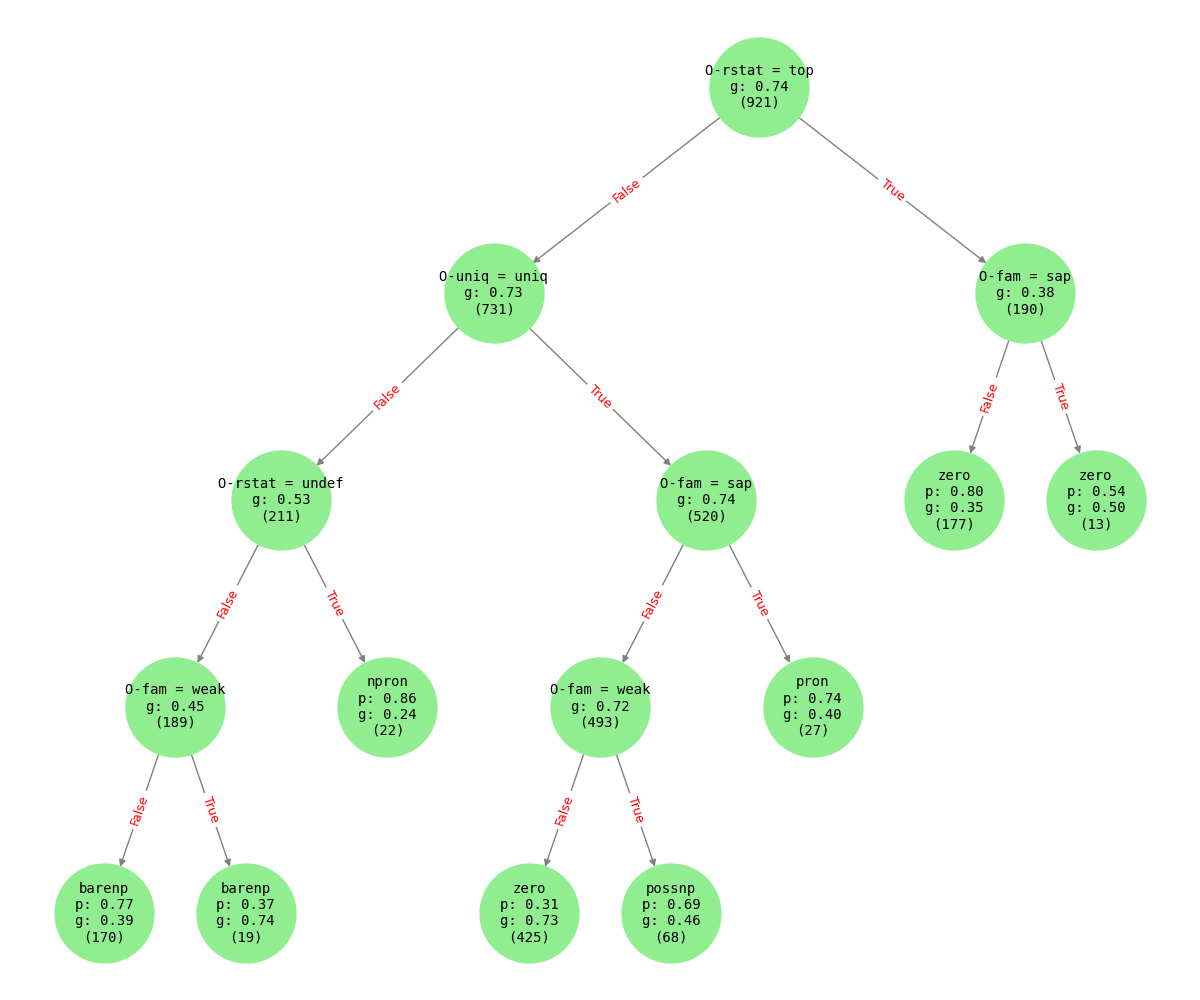 O-rstat = top
g: 0.74
(921)
False
True
O-uniq = uniq
g: 0.73
(731)
O-fam = sap
g: 0.38
(190)
False
True
False
True
O-rstat = undef
g: 0.53
(211)
O-fam = sap
g: 0.74
(520)
zero
p: 0.80
g: 0.35
(177)
zero
p: 0.54
g: 0.50
(13)
False
True
False
True
O-fam = weak
g: 0.45
(189)
npron
p: 0.86
g: 0.24
(22)
O-fam = weak
g: 0.72
(493)
pron
p: 0.74
g: 0.40
(27)
False
True
False
True
barenp
p: 0.77
g: 0.39
(170)
barenp
p: 0.37
g: 0.74
(19)
zero
p: 0.31
g: 0.73
(425)
possnp
p: 0.69
g: 0.46
(68)